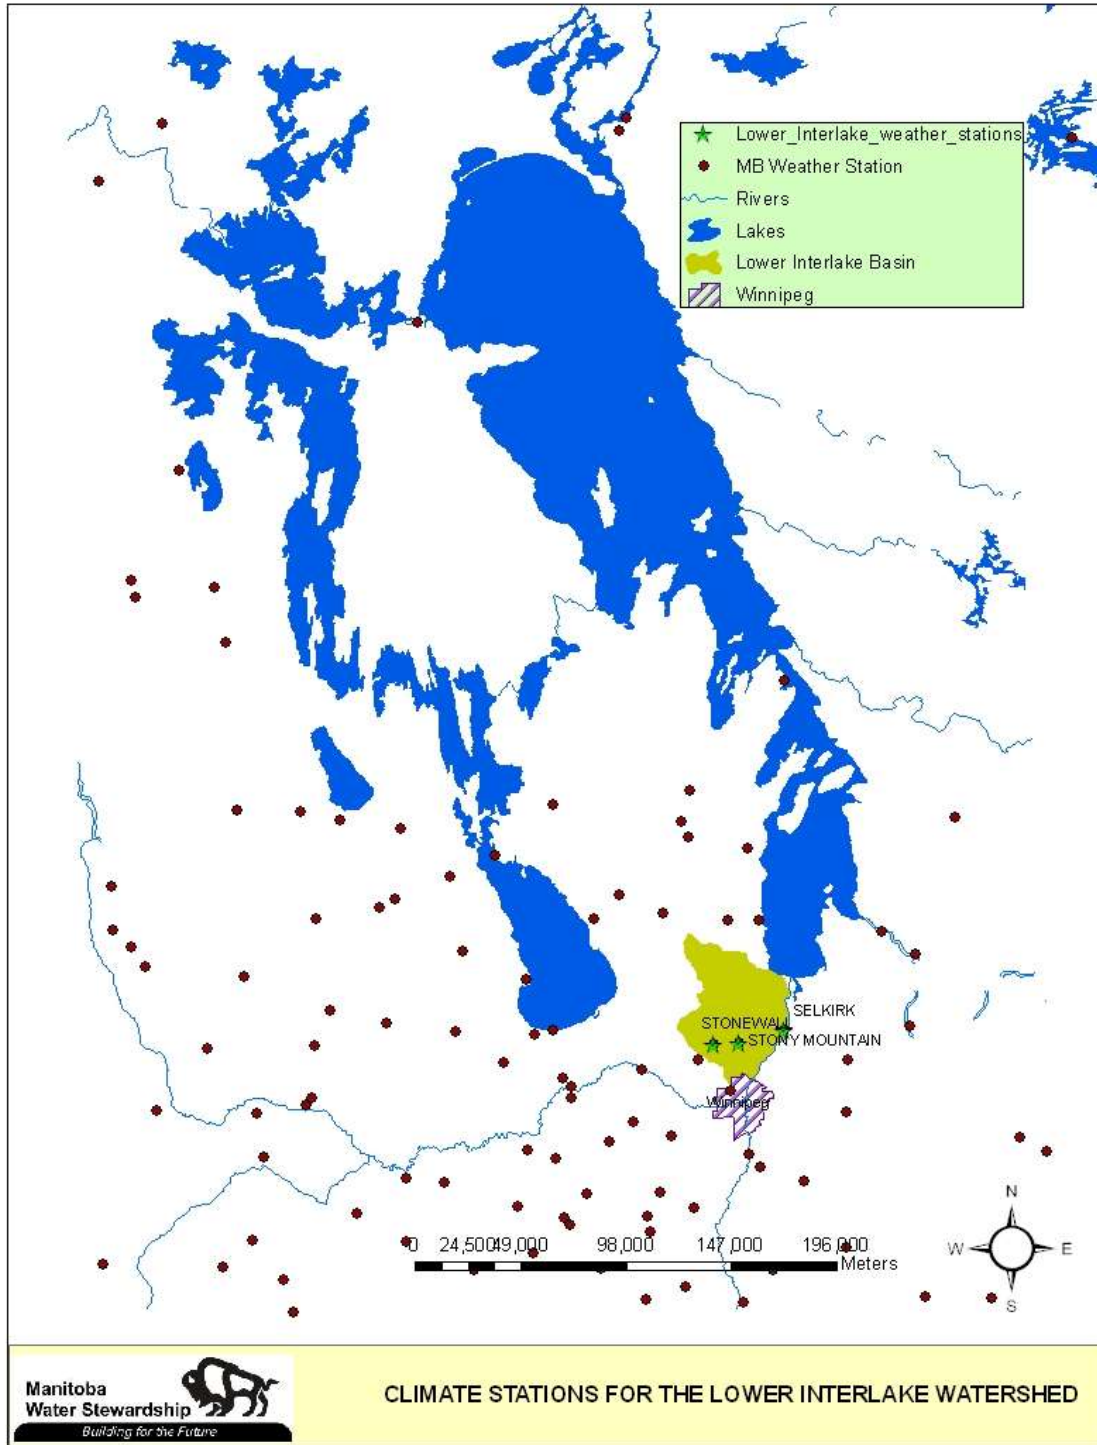 Lower_Interlake_weather_stations
MB Weather Station
Rivers
Lakes
Lower Interlake Basin
Winnipeg
SELKIRK
STONEWALL
STONY MOUNTAIN
Winnipeg
N
W E
S
0 24,500 49,000 98,000 147,000 196,000
Meters
Manitoba
Water Stewardship
Building for the Future
CLIMATE STATIONS FOR THE LOWER INTERLAKE WATERSHED